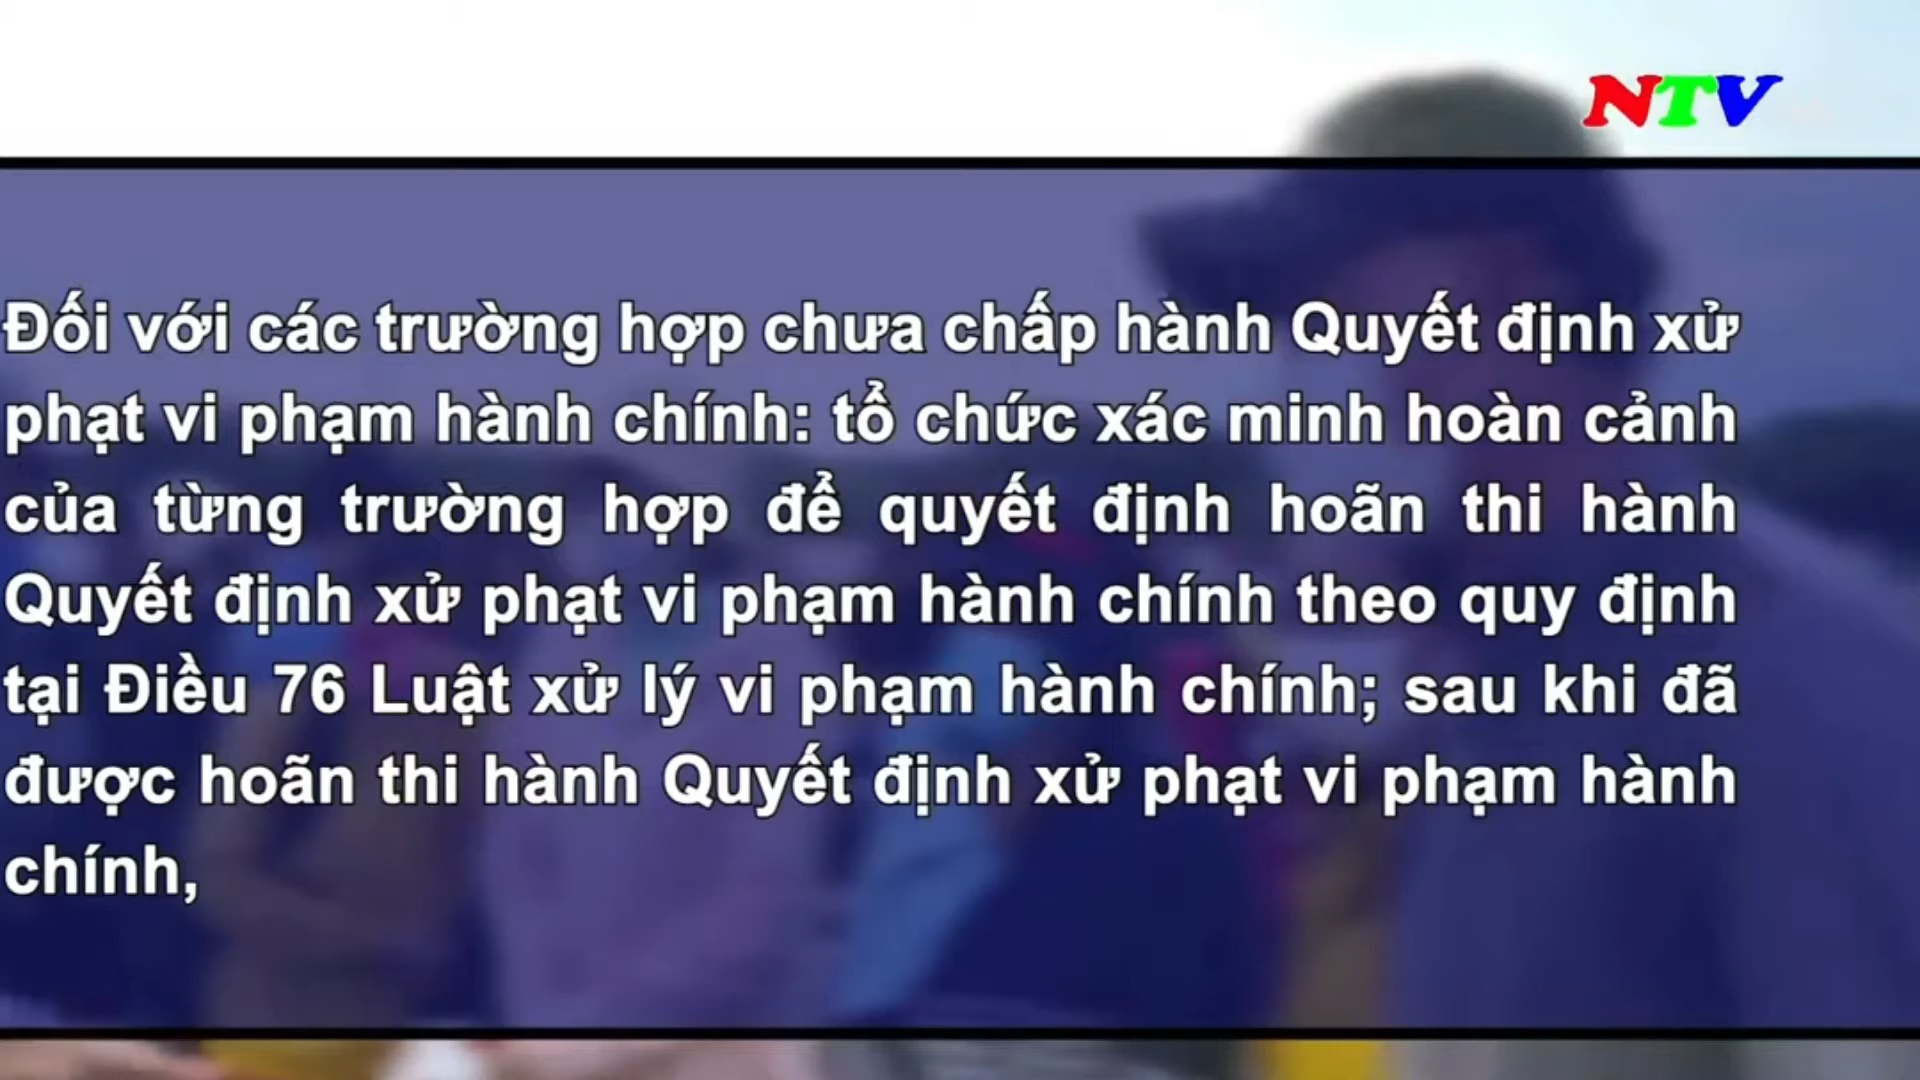 NTV
Đối với các trường hợp chưa chấp hành Quyết định xử
phạt vi phạm hành chính: tổ chức xác minh hoàn cảnh
của từng trường hợp để quyết định hoãn thi hành
Quyết định xử phạt vi phạm hành chính theo quy định
tại Điều 76 Luật xử lý vi phạm hành chính; sau khi đã
được hoãn thi hành Quyết định xử phạt vi phạm hành
chính,